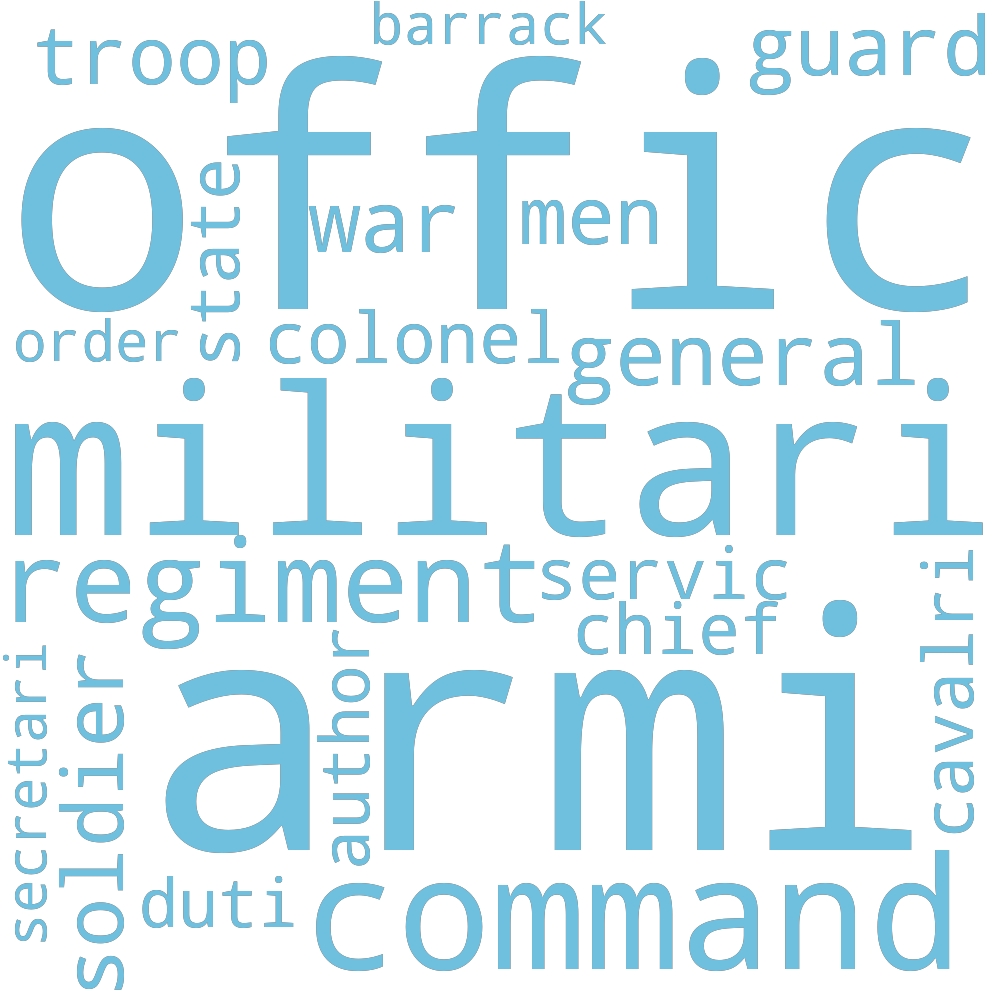 barrack
troop
guard
offic
state
war
men
order
colonel
general
militari
regiment
servic
chief
cavalri
secretari
soldier
author
armi
duti
command